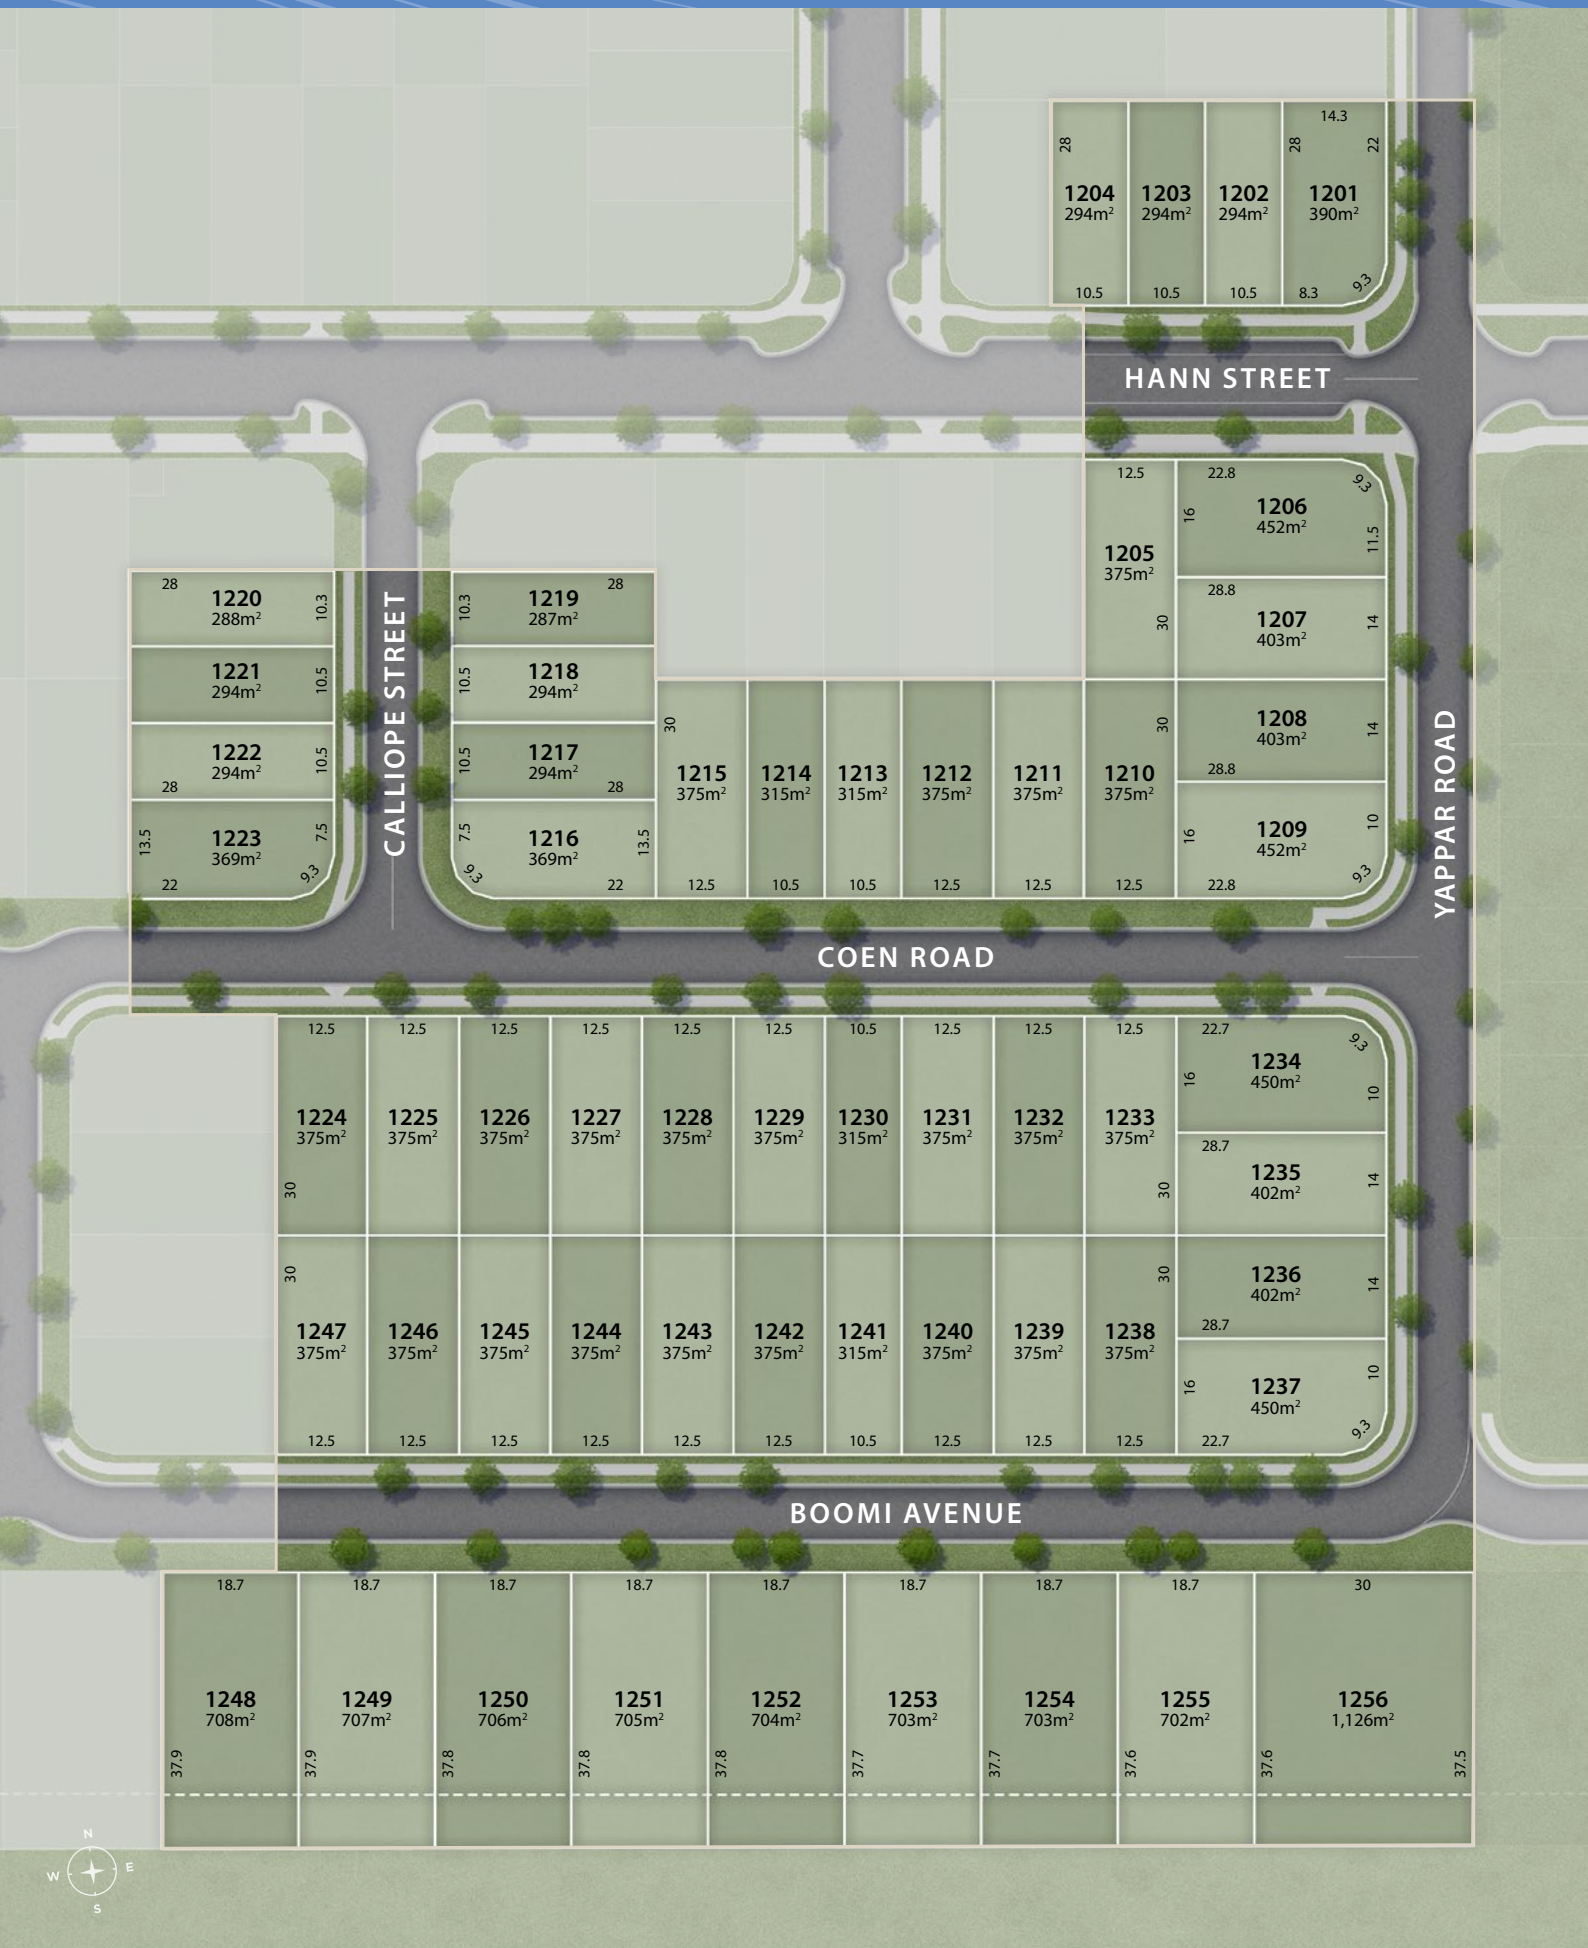 14.3
28
28
22
1204
294m²
1203
294m²
1202
294m²
1201
390m²
10.5
10.5
10.5
8.3
9.3
HANN STREET
12.5
22.8
9.3
16
1206
452m²
11.5
1205
375m²
30
28.8
1207
403m²
14
28
1220
288m²
10.3
1221
294m²
10.5
1222
294m²
10.5
28
13.5
1223
369m²
7.5
22
9.3
CALLIOPE STREET
10.3
1219
287m²
28
10.5
1218
294m²
10.5
1217
294m²
28
7.5
1216
369m²
13.5
9.3
22
30
1215
375m²
12.5
1214
315m²
10.5
1213
315m²
10.5
1212
375m²
12.5
1211
375m²
12.5
30
1210
375m²
12.5
1208
403m²
14
28.8
16
1209
452m²
10
22.8
9.3
YAPPAR ROAD
COEN ROAD
12.5
12.5
12.5
12.5
12.5
12.5
10.5
12.5
12.5
12.5
22.7
9.3
1224
375m²
30
1225
375m²
1226
375m²
1227
375m²
1228
375m²
1229
375m²
1230
315m²
1231
375m²
1232
375m²
1233
375m²
30
16
1234
450m²
10
28.7
1235
402m²
14
30
1247
375m²
1246
375m²
1245
375m²
1244
375m²
1243
375m²
1242
375m²
1241
315m²
1240
375m²
1239
375m²
30
1238
375m²
1236
402m²
14
28.7
16
1237
450m²
10
12.5
12.5
12.5
12.5
12.5
12.5
10.5
12.5
12.5
12.5
22.7
9.3
BOOMI AVENUE
18.7
18.7
18.7
18.7
18.7
18.7
18.7
18.7
30
1248
708m²
1249
707m²
1250
706m²
1251
705m²
1252
704m²
1253
703m²
1254
703m²
1255
702m²
1256
1,126m²
37.9
37.9
37.8
37.8
37.8
37.7
37.7
37.6
37.6
37.5
N
W
E
S